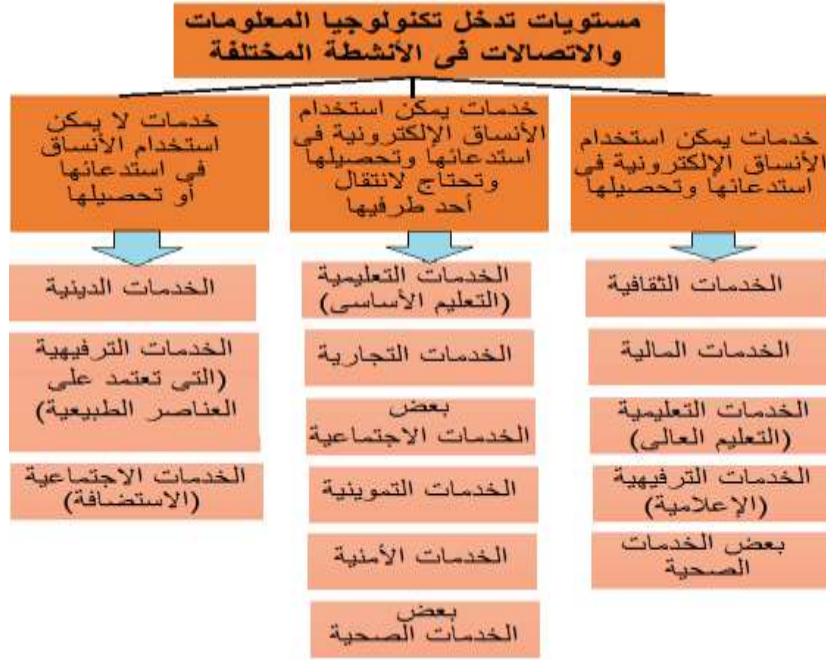 مستويات تدخل تكنولوجيا المعلومات
والاتصالات فى الأنشطة المختلفة
خدمات يمكن استخدام
الأنساق الإلكترونية فى
استدعائها وتحصيلها
الخدمات الثقافية
الخدمات المالية
الخدمات التعليمية
(التعليم العالى)
الخدمات الترفيهية
(الإعلامية)
بعض الخدمات
الصحية
خدمات يمكن استخدام
الأنساق الإلكترونية فى
استدعائها وتحصيلها
وتحتاج لانتقال
أحد طرفيها
الخدمات التعليمية
(التعليم الأساسى)
الخدمات التجارية
بعض
الخدمات الاجتماعية
الخدمات التموينية
الخدمات الأمنية
بعض
الخدمات الصحية
خدمات لا يمكن
استخدام الأنساق
فى استدعائها
أو تحصيلها
الخدمات الدينية
الخدمات الترفيهية
(التى تعتمد على
العناصر الطبيعية)
الخدمات الاجتماعية
(الاستضافة)